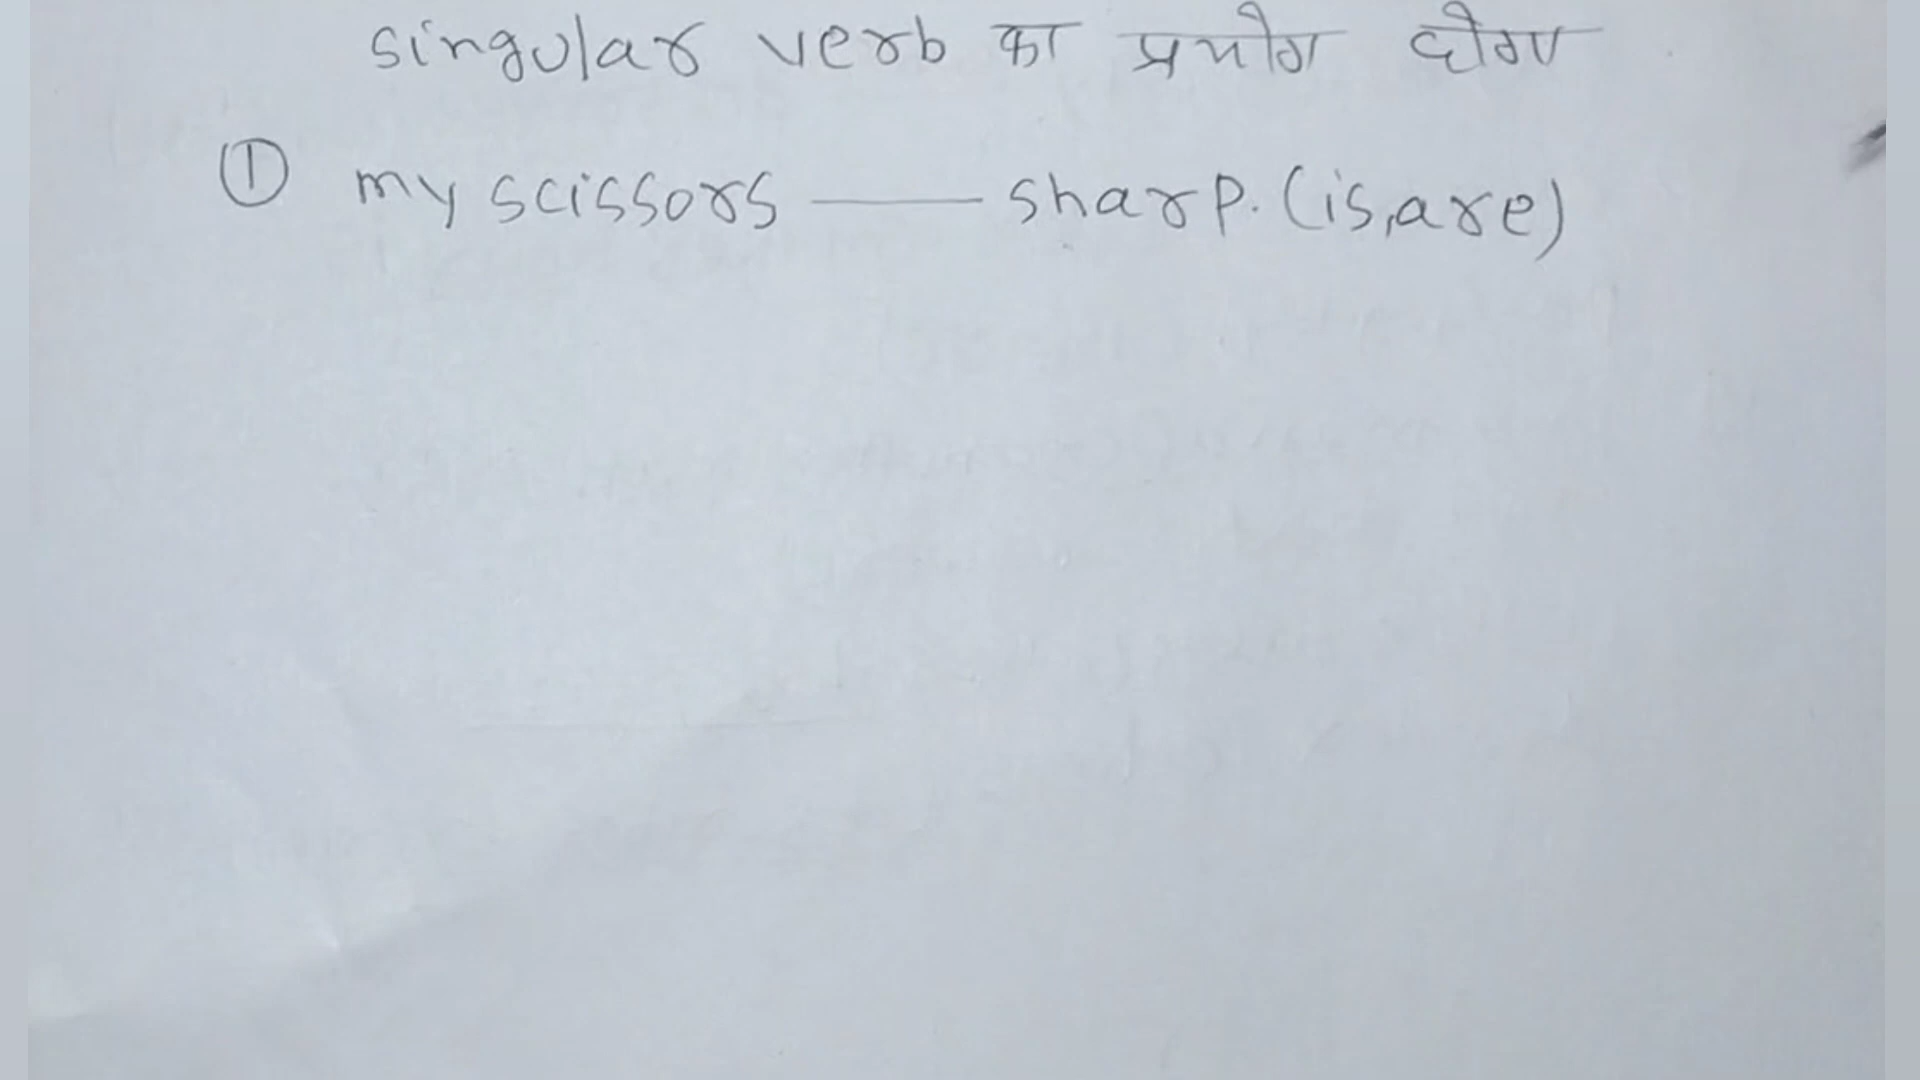 singular verb का प्रयोग होगा
① my scissors —— sharp. (is, are)